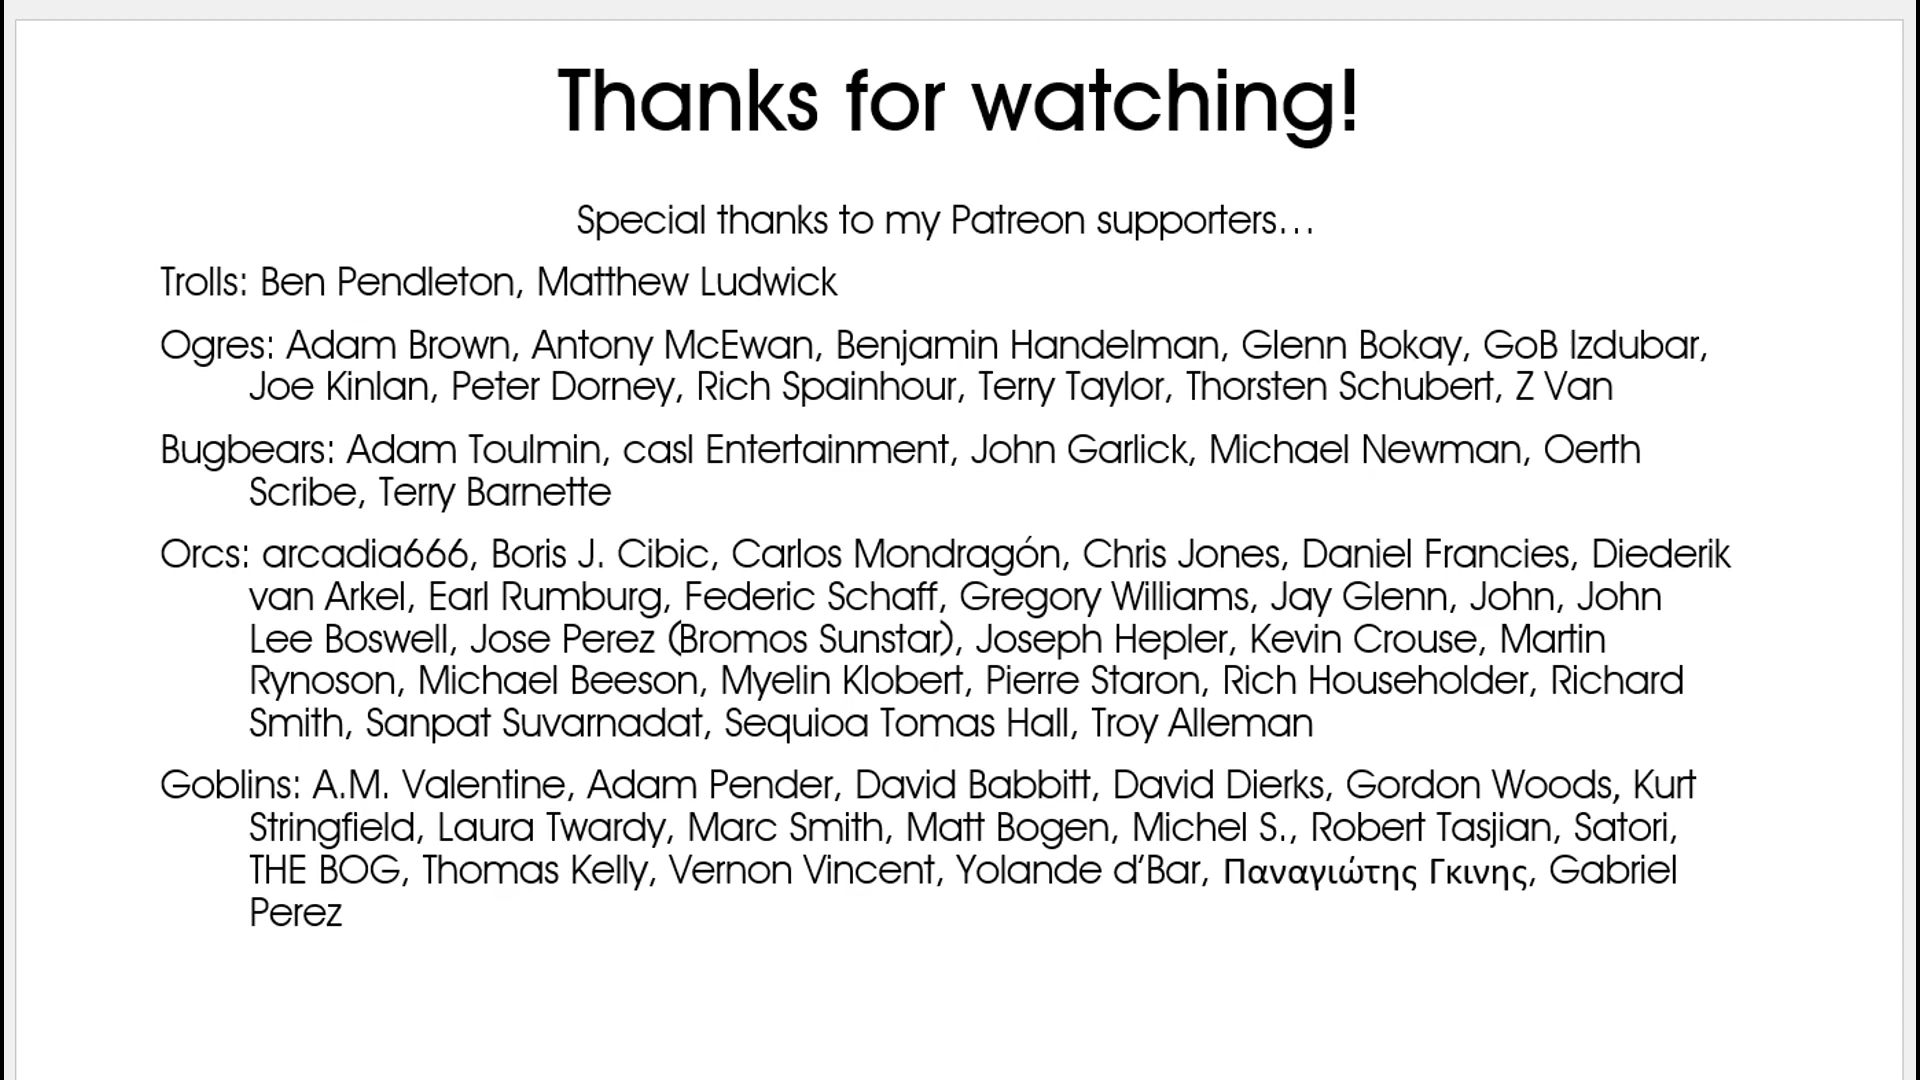 Thanks for watching!
Special thanks to my Patreon supporters…
Trolls: Ben Pendleton, Matthew Ludwick
Ogres: Adam Brown, Antony McEwan, Benjamin Handelman, Glenn Bokay, GoB Izdubar,
Joe Kinlan, Peter Dorney, Rich Spainhour, Terry Taylor, Thorsten Schubert, Z Van
Bugbears: Adam Toulmin, casl Entertainment, John Garlick, Michael Newman, Oerth
Scribe, Terry Barnette
Orcs: arcadia666, Boris J. Cibic, Carlos Mondragón, Chris Jones, Daniel Francies, Diederik
van Arkel, Earl Rumburg, Federic Schaff, Gregory Williams, Jay Glenn, John, John
Lee Boswell, Jose Perez (Bromos Sunstar), Joseph Hepler, Kevin Crouse, Martin
Rynoson, Michael Beeson, Myelin Klobert, Pierre Staron, Rich Householder, Richard
Smith, Sanpat Suvarnadat, Sequioa Tomas Hall, Troy Alleman
Goblins: A.M. Valentine, Adam Pender, David Babbitt, David Dierks, Gordon Woods, Kurt
Stringfield, Laura Twardy, Marc Smith, Matt Bogen, Michel S., Robert Tasjian, Satori,
THE BOG, Thomas Kelly, Vernon Vincent, Yolande d’Bar, Παναγιώτης Γκινης, Gabriel
Perez